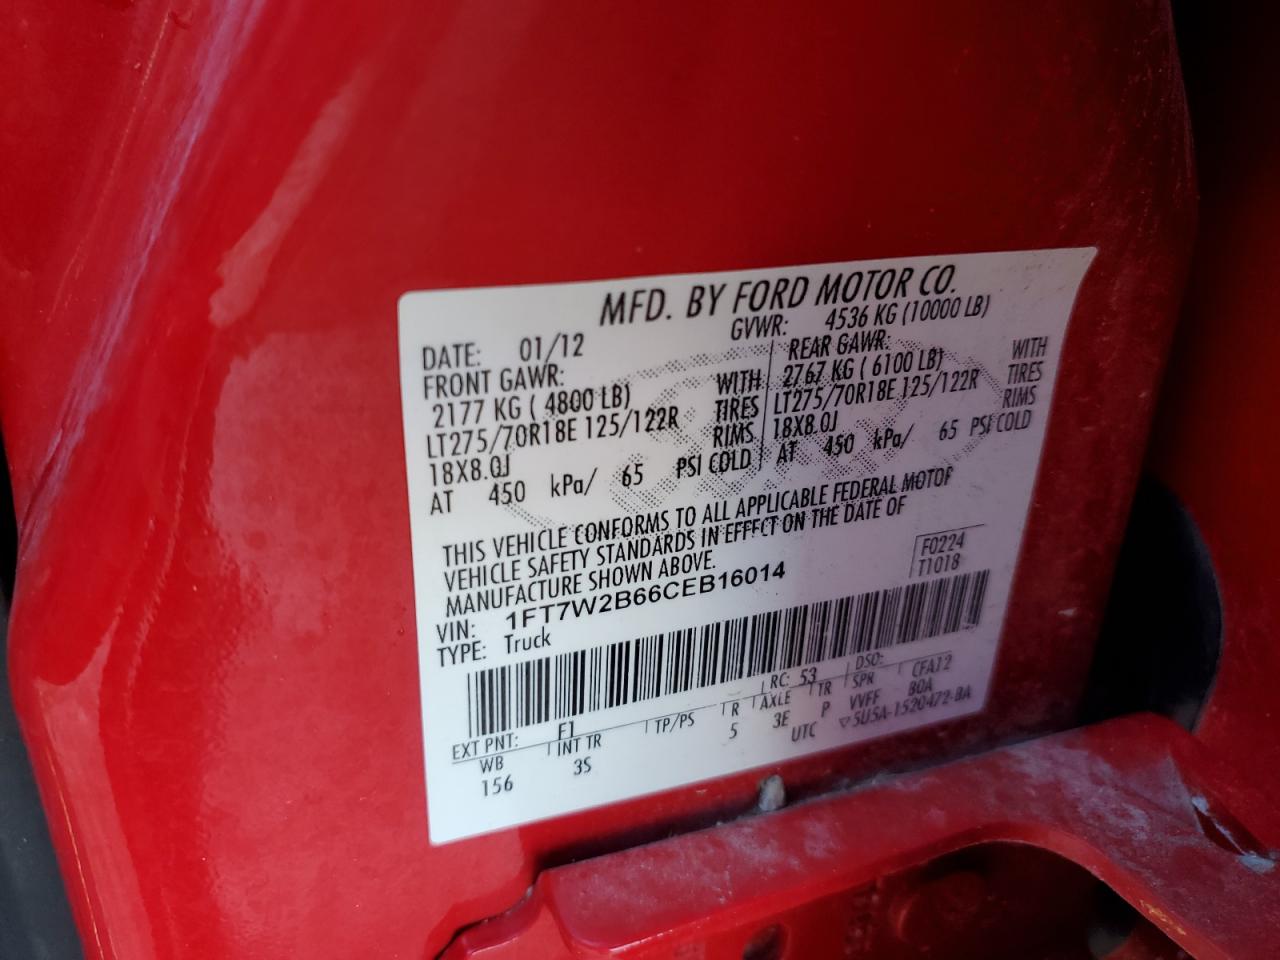 MFD. BY FORD MOTOR CO.
DATE: 01/12 GVWR: 4536 KG (10000 LB)
FRONT GAWR: REAR GAWR:
2177 KG ( 4800 LB) WITH 2767 KG ( 6100 LB) WITH
LT275/70R18E 125/122R TIRES LT275/70R18E 125/122R TIRES
18X8.0J RIMS 18X8.0J RIMS
AT 450 kPa/ 65 PSI COLD AT 450 kPa/ 65 PSI COLD
THIS VEHICLE CONFORMS TO ALL APPLICABLE FEDERAL MOTOR
VEHICLE SAFETY STANDARDS IN EFFECT ON THE DATE OF
MANUFACTURE SHOWN ABOVE.
F0224
T1018
VIN: 1FT7W2B66CEB16014
TYPE: Truck
EXT PNT: F1 RC: 53 DSO:
WB INT TR TP/PS R AXLE TR SPR CFA12
156 3S 5 3E P VVFF BOA
UTC ▽5U5A-1520472-BA